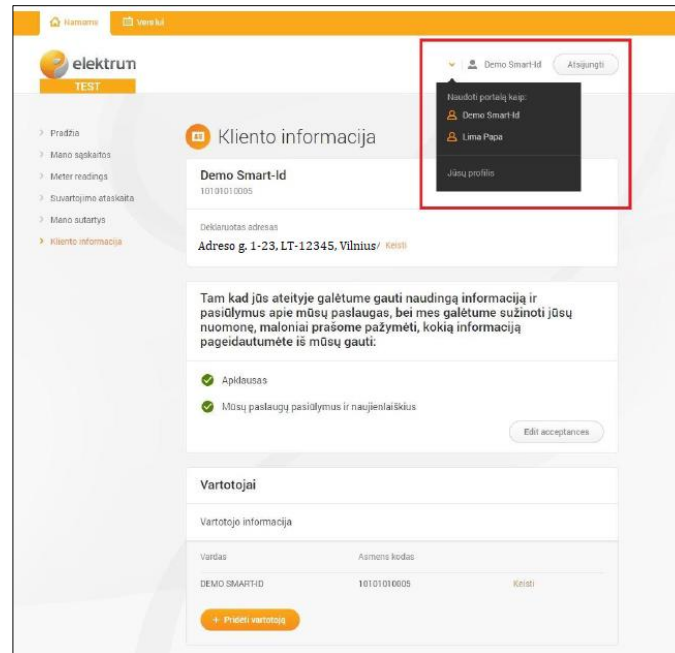 Namams
Verslui
elektrum
TEST
Demo Smart-Id
Atsijungti
Naudoti portalą kaip:
Demo Smart-Id
Lima Papa
Jūsų profilis
Pradžia
Mano sąskaitos
Meter readings
Suvartojimo ataskaita
Mano sutartys
Kliento informacija
Kliento informacija
Demo Smart-Id
10101010005
Deklaruotas adresas
Adreso g. 1-23, LT-12345, Vilnius/ Keisti
Tam kad jūs ateityje galėtume gauti naudingą informaciją ir
pasiūlymus apie mūsų paslaugas, bei mes galėtume sužinoti jūsų
nuomonę, maloniai prašome pažymėti, kokią informaciją
pageidautumėte iš mūsų gauti:
Apklausas
Mūsų paslaugų pasiūlymus ir naujienlaiškius
Edit acceptances
Vartotojai
Vartotojo informacija
Vardas Asmens kodas
DEMO SMART-ID 10101010005 Keisti
+ Pridėti vartotoją